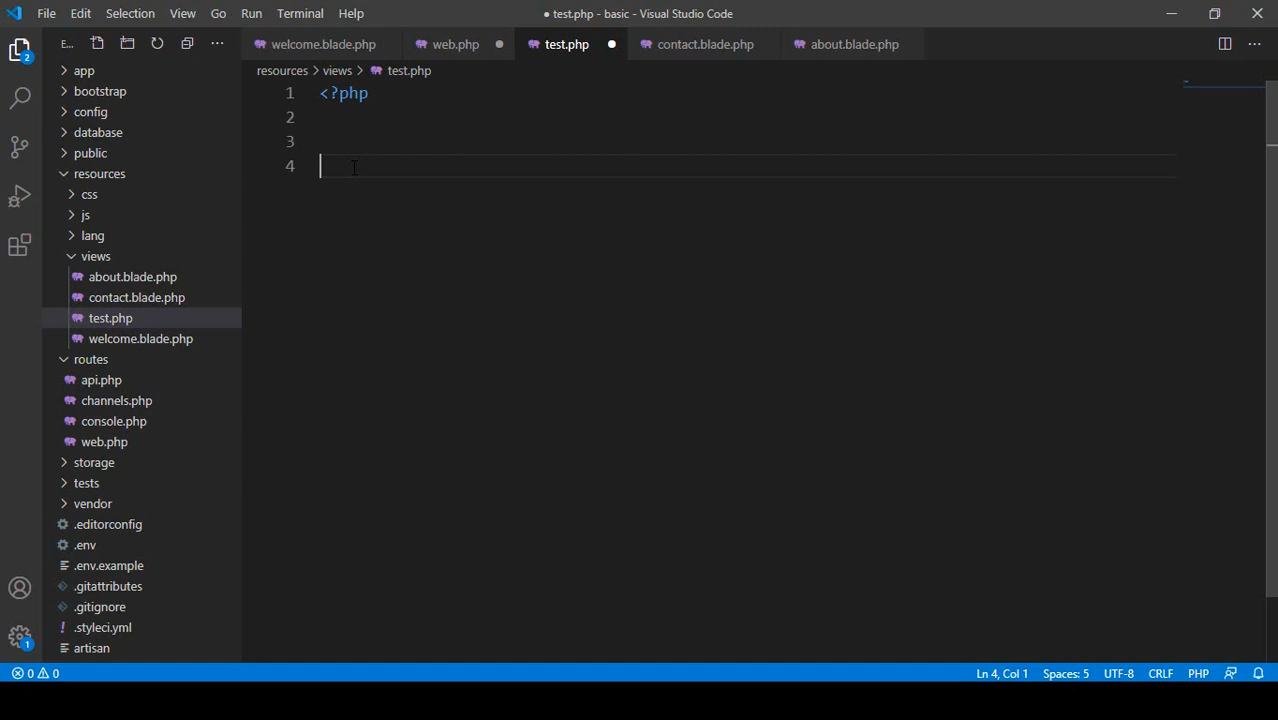 File Edit Selection View Go Run Terminal Help
● test.php - basic - Visual Studio Code
E... ···
welcome.blade.php web.php test.php contact.blade.php about.blade.php
resources > views > test.php
app
bootstrap
config
database
public
resources
css
js
lang
views
about.blade.php
contact.blade.php
test.php
welcome.blade.php
routes
api.php
channels.php
console.php
web.php
storage
tests
vendor
.editorconfig
.env
.env.example
.gitattributes
.gitignore
.styleci.yml
artisan
1 <?php
2
3
4
2
1
0 0 Ln 4, Col 1 Spaces: 5 UTF-8 CRLF PHP